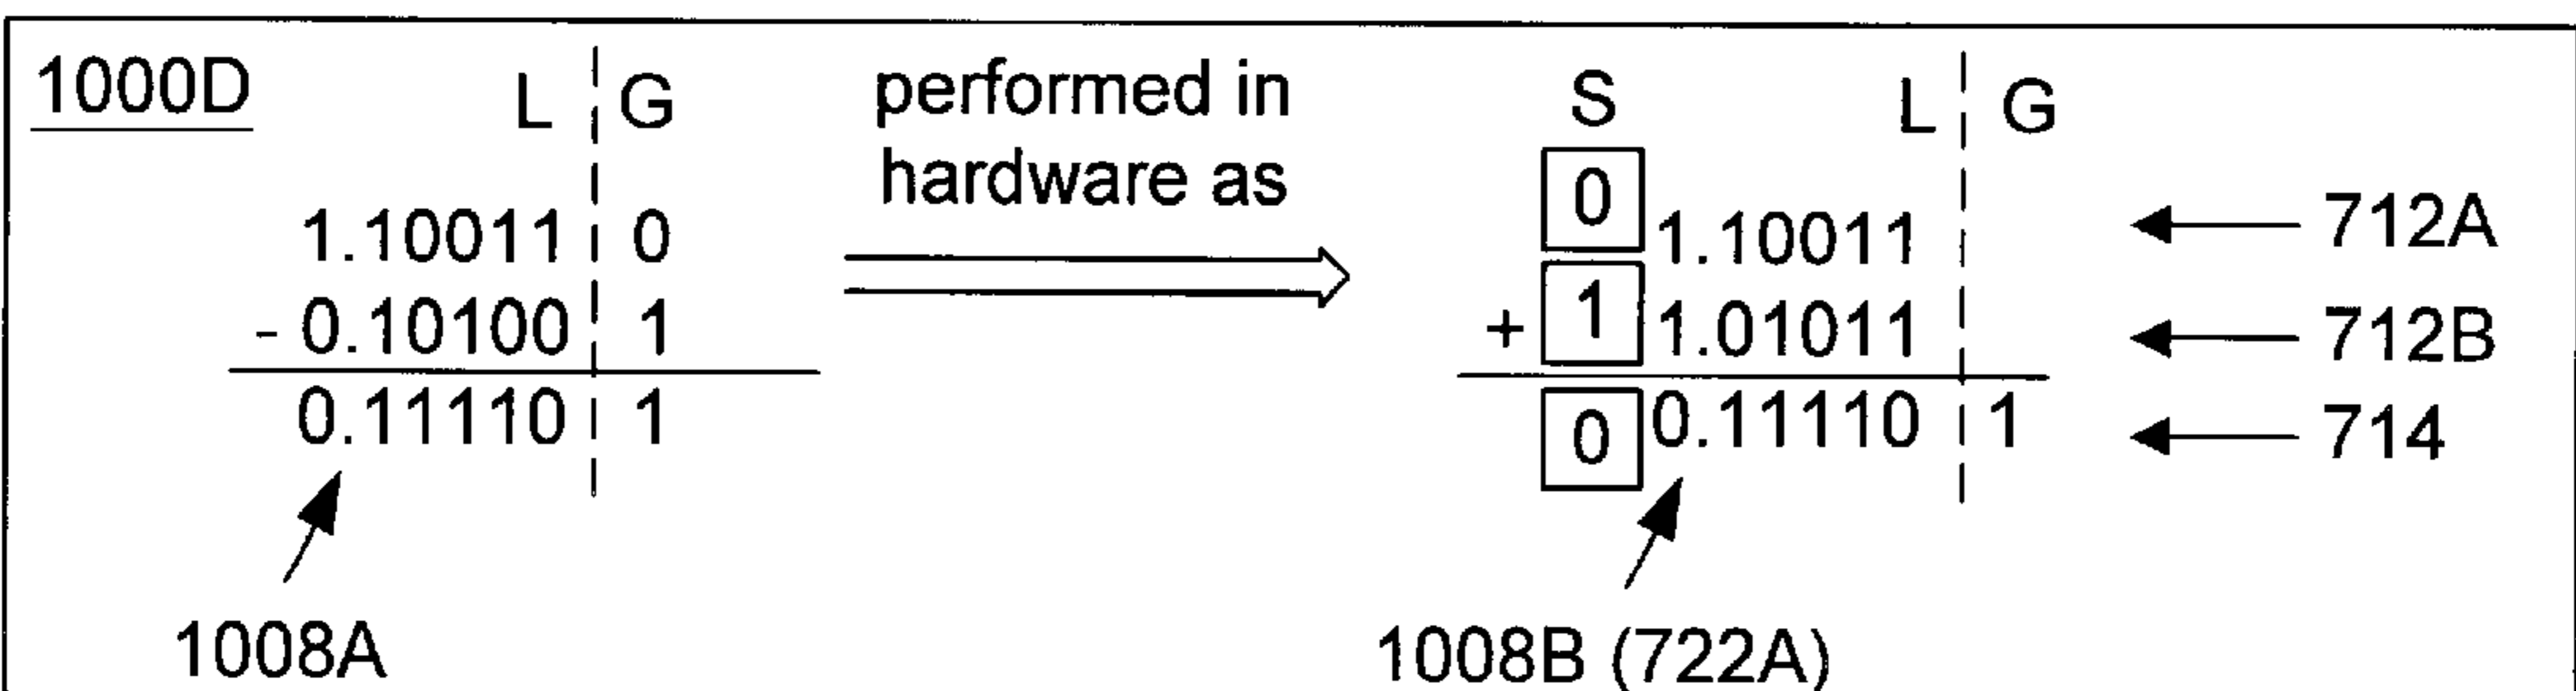 1000D
L G
1.10011 0
- 0.10100 1
0.11110 1
1008A
performed in
hardware as
S L G
0 1.10011
+ 1 1.01011
0 0.11110 1
712A
712B
714
1008B (722A)